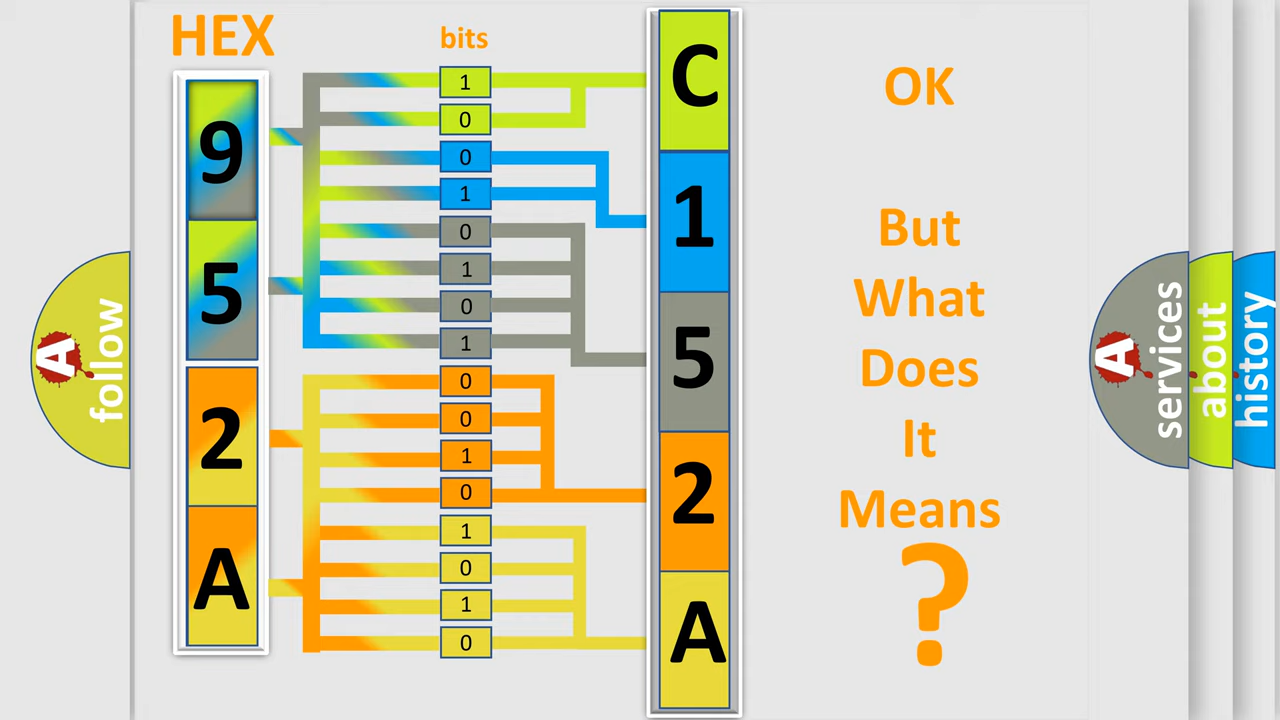 HEX
bits
9
5
2
A
1
0
0
1
0
1
0
1
0
0
1
0
1
0
1
0
C
1
5
2
A
OK
But
What
Does
It
Means
?
A
follow
A
services
about
history